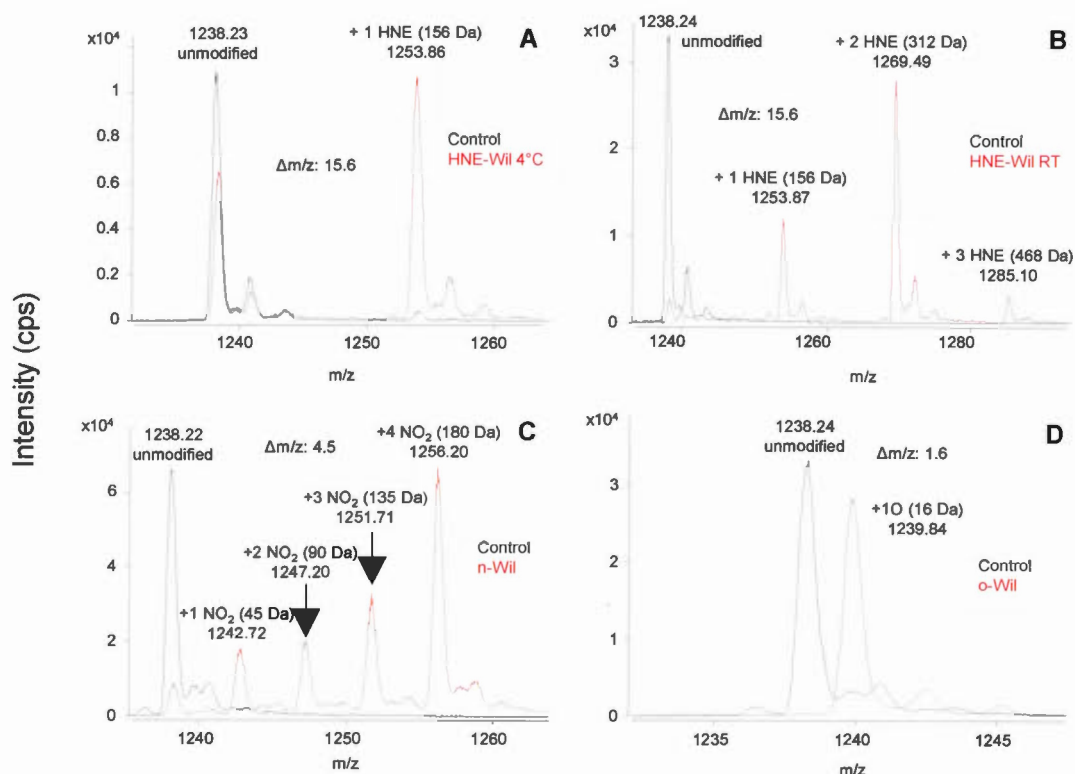 Intensity (cps)
A
x10⁴
1238.23
unmodified
+ 1 HNE (156 Da)
1253.86
Δm/z: 15.6
Control
HNE-Wil 4°C
1
0.8
0.6
0.4
0.2
0
1240
1250
1260
m/z
B
x10⁴
1238.24
unmodified
+ 2 HNE (312 Da)
1269.49
Δm/z: 15.6
Control
HNE-Wil RT
+ 1 HNE (156 Da)
1253.87
+ 3 HNE (468 Da)
1285.10
3
2
1
0
1240
1260
1280
m/z
C
x10⁴
1238.22
unmodified
Δm/z: 4.5
+4 NO₂ (180 Da)
1256.20
+3 NO₂ (135 Da)
1251.71
+2 NO₂ (90 Da)
1247.20
+1 NO₂ (45 Da)
1242.72
Control
n-Wil
6
4
2
0
1240
1250
1260
m/z
D
x10⁴
1238.24
unmodified
Δm/z: 1.6
+1O (16 Da)
1239.84
Control
o-Wil
3
2
1
0
1235
1240
1245
m/z